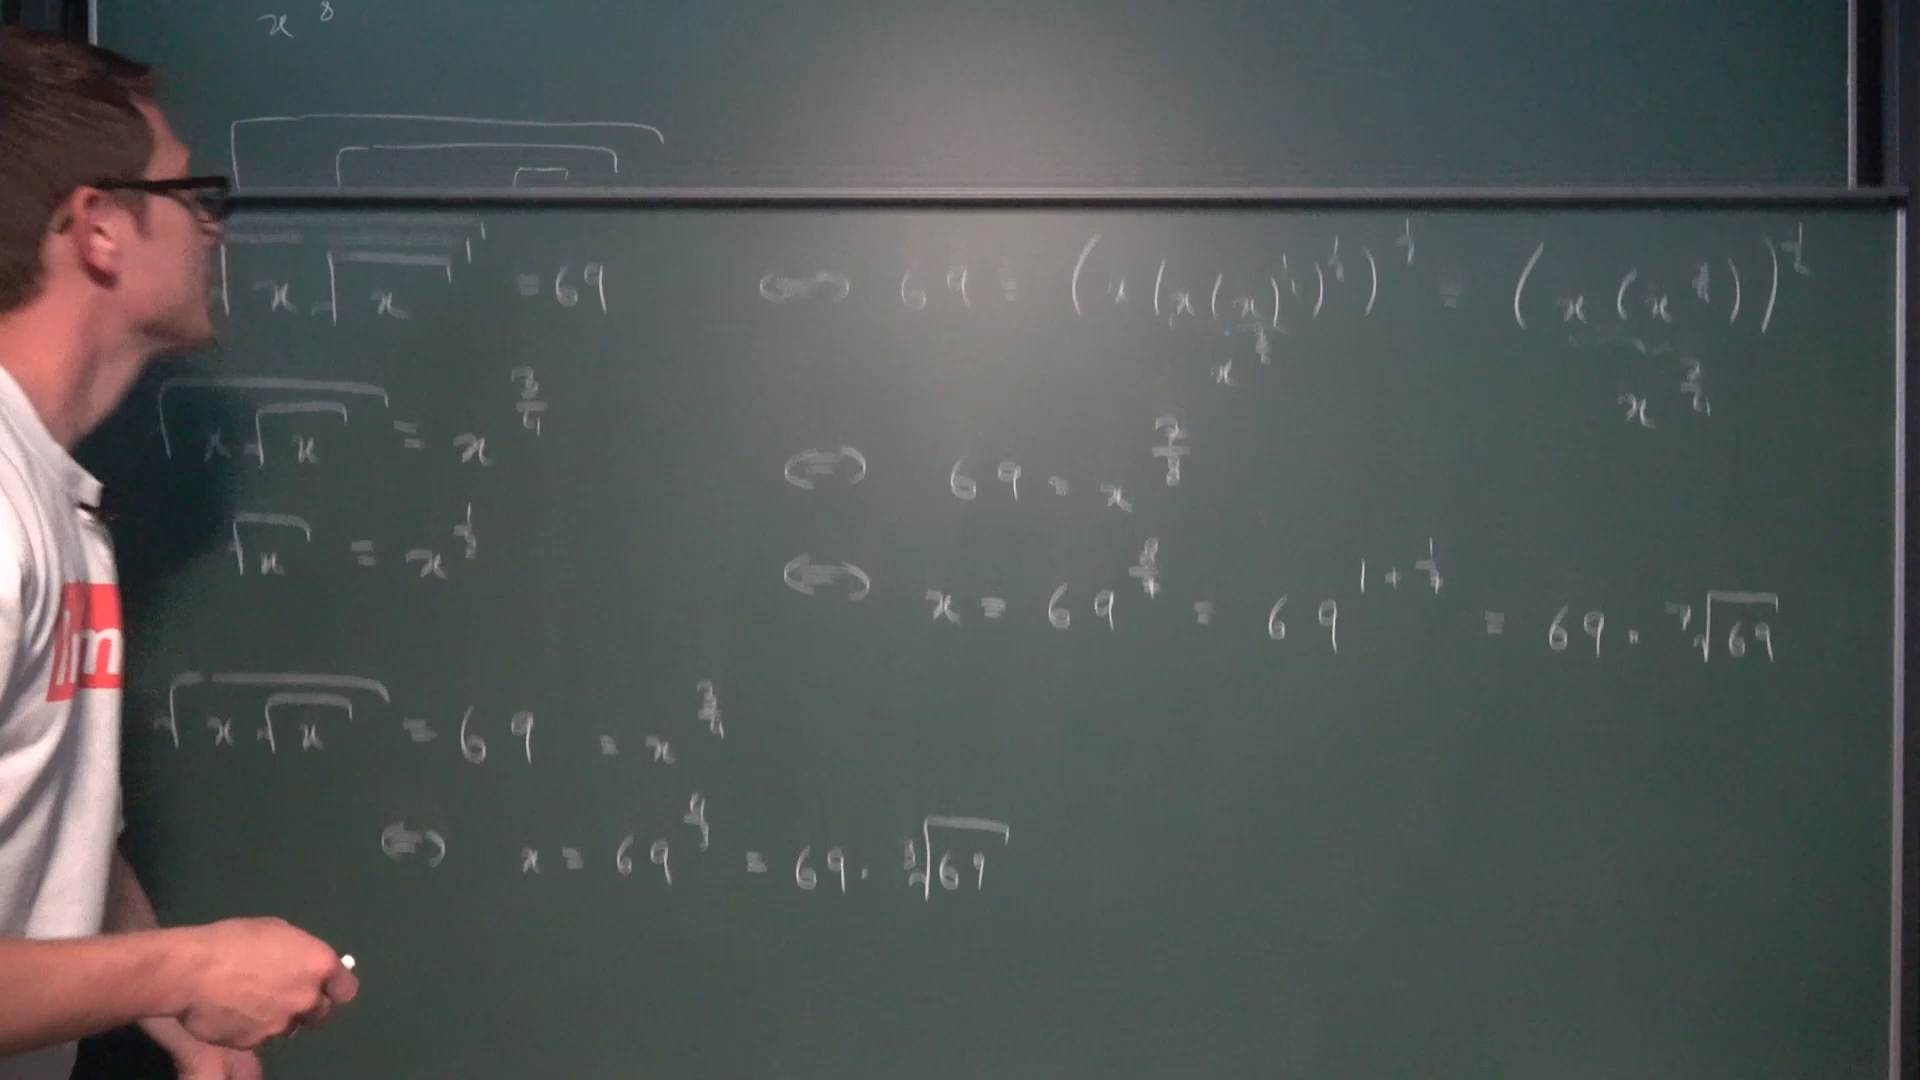 x^8
√(x√(x√x)) = 69 ⟺ 69 = (x(x(x)^{1/2})^{1/2})^{1/2} = (x(x^{3/4}))^{1/2}
x^{3/2} x^{7/4}
√(x√x) = x^{3/4}
⟺ 69 = x^{7/8}
√x = x^{1/2}
⟺ x = 69^{8/7} = 69^{1+1/7} = 69 · ⁷√69
√(x√x) = 69 = x^{3/4}
⟺ x = 69^{4/3} = 69 · ³√69